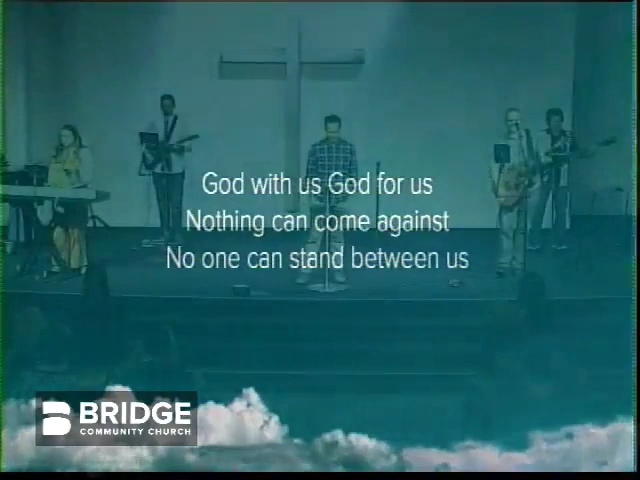 God with us God for us
Nothing can come against
No one can stand between us
BRIDGE
COMMUNITY CHURCH